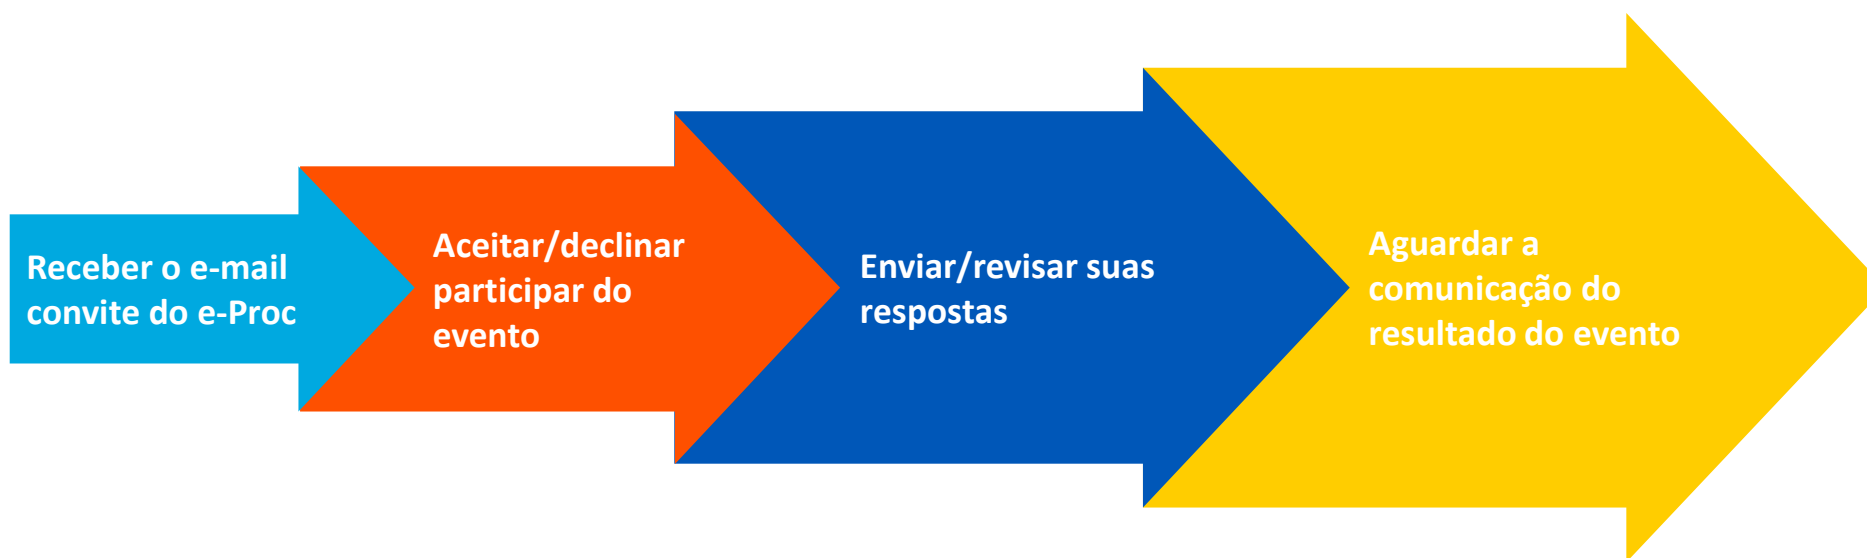 Receber o e-mail
convite do e-Proc
Aceitar/declinar
participar do
evento
Enviar/revisar suas
respostas
Aguardar a
comunicação do
resultado do evento